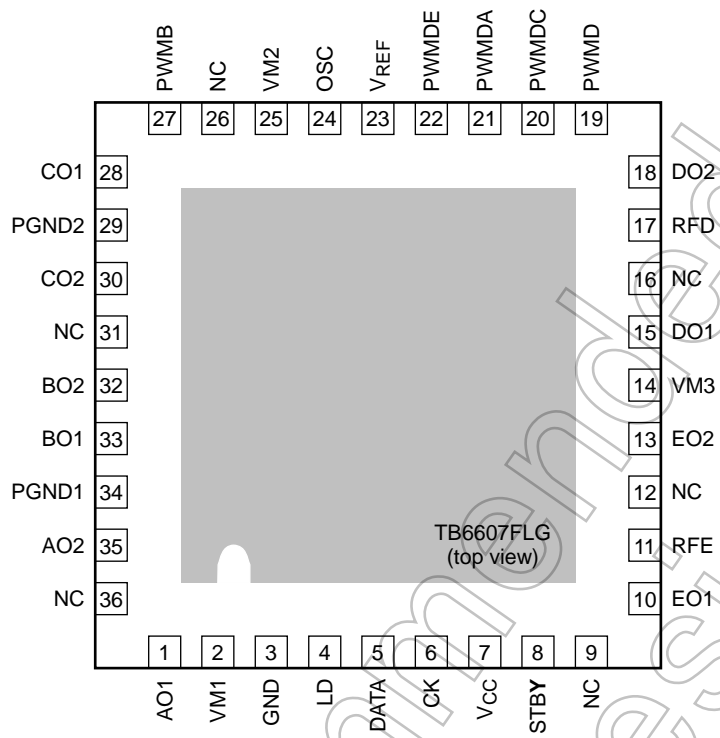 PWMB
NC
VM2
OSC
VREF
PWMDE
PWMDA
PWMDC
PWMD
27
26
25
24
23
22
21
20
19
CO1 28
PGND2 29
CO2 30
NC 31
BO2 32
BO1 33
PGND1 34
AO2 35
NC 36
18 DO2
17 RFD
16 NC
15 DO1
14 VM3
13 EO2
12 NC
11 RFE
10 EO1
TB6607FLG
(top view)
1
2
3
4
5
6
7
8
9
AO1
VM1
GND
LD
DATA
CK
VCC
STBY
NC